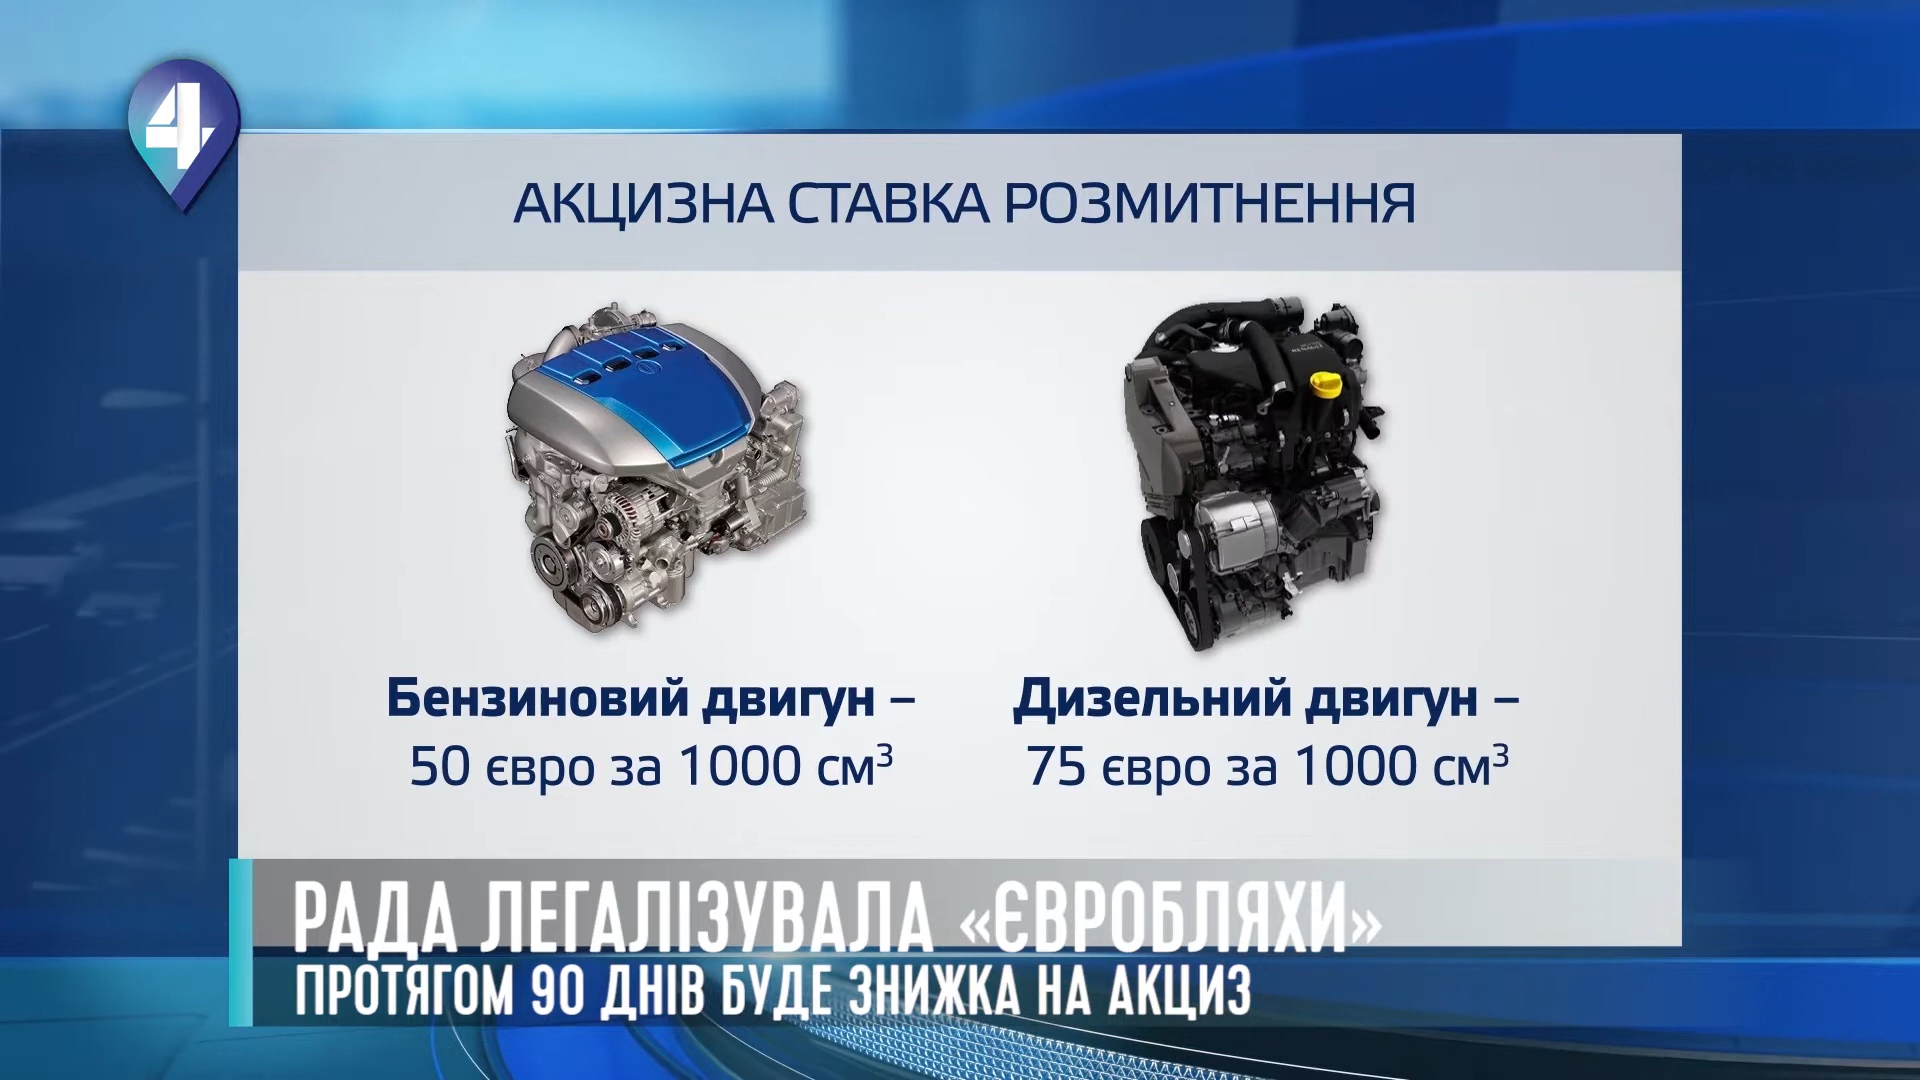 4
АКЦИЗНА СТАВКА РОЗМИТНЕННЯ
Бензиновий двигун –
50 євро за 1000 см³
Дизельний двигун –
75 євро за 1000 см³
РАДА ЛЕГАЛІЗУВАЛА «ЄВРОБЛЯХИ»
ПРОТЯГОМ 90 ДНІВ БУДЕ ЗНИЖКА НА АКЦИЗ